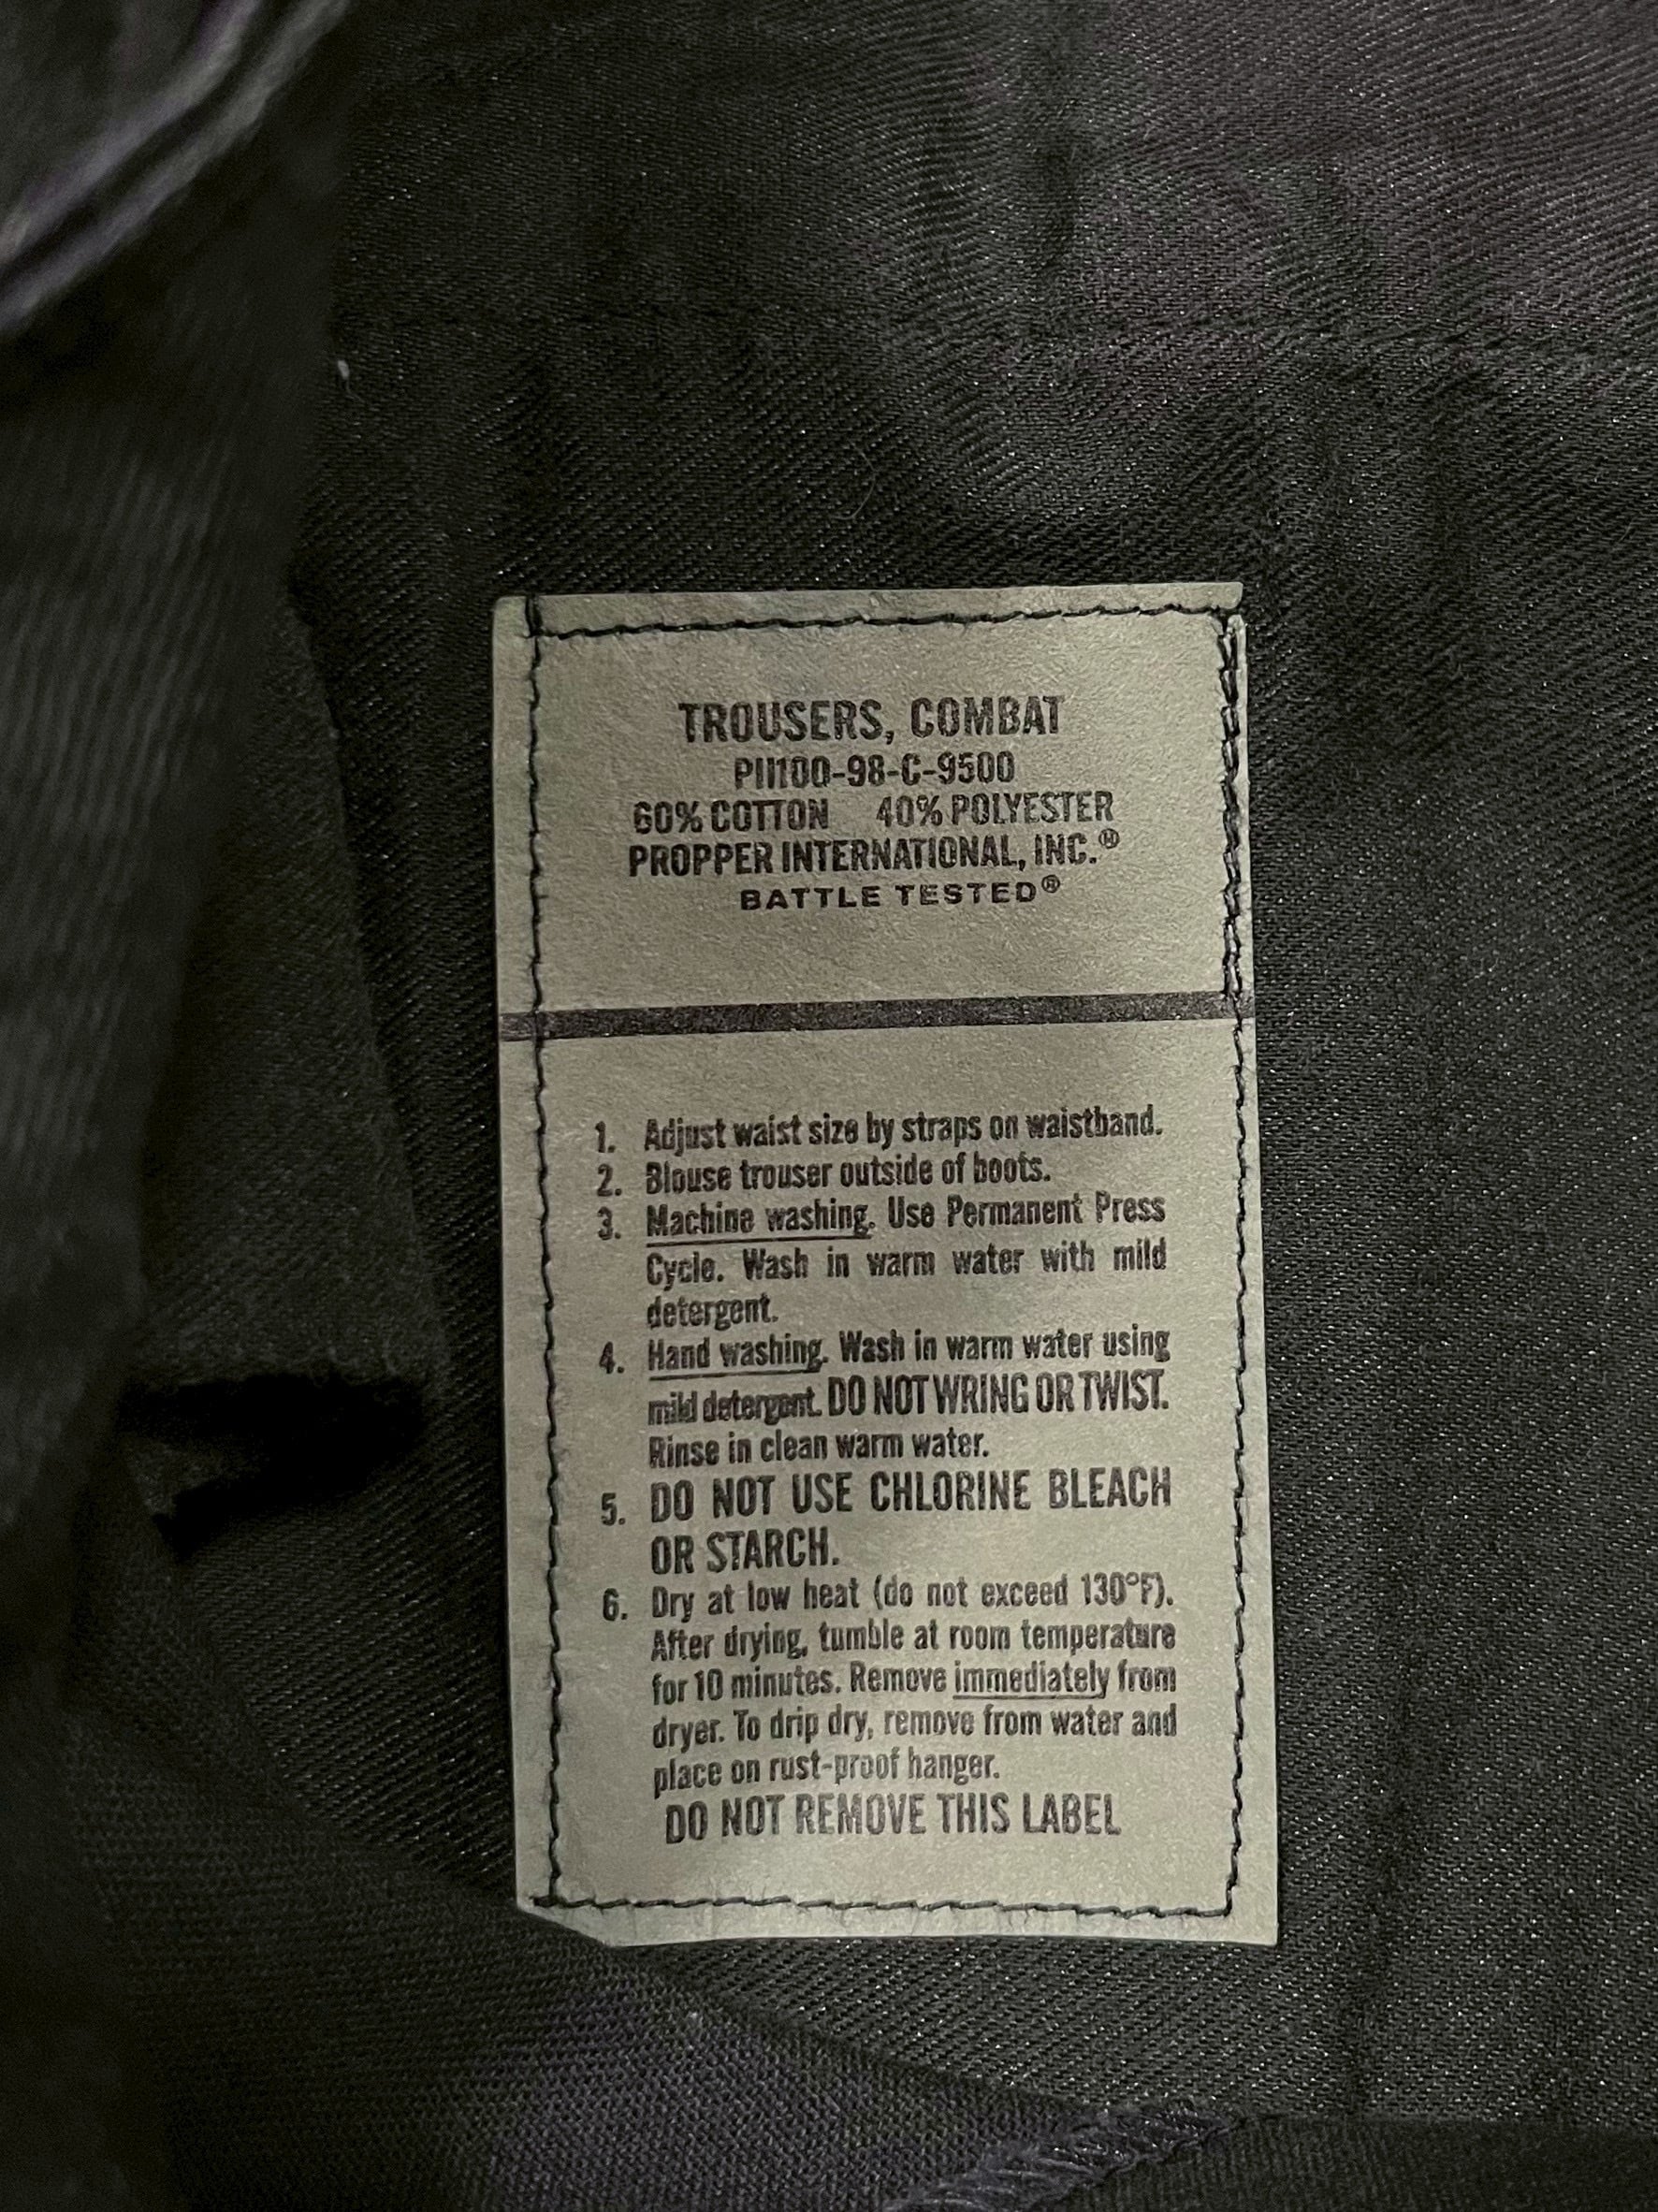 TROUSERS, COMBAT
PII100-98-C-9500
60% COTTON 40% POLYESTER
PROPPER INTERNATIONAL, INC.®
BATTLE TESTED®
1. Adjust waist size by straps on waistband.
2. Blouse trouser outside of boots.
3. Machine washing. Use Permanent Press
Cycle. Wash in warm water with mild
detergent.
4. Hand washing. Wash in warm water using
mild detergent. DO NOT WRING OR TWIST.
Rinse in clean warm water.
5. DO NOT USE CHLORINE BLEACH
OR STARCH.
6. Dry at low heat (do not exceed 130°F).
After drying, tumble at room temperature
for 10 minutes. Remove immediately from
dryer. To drip dry, remove from water and
place on rust-proof hanger.
DO NOT REMOVE THIS LABEL